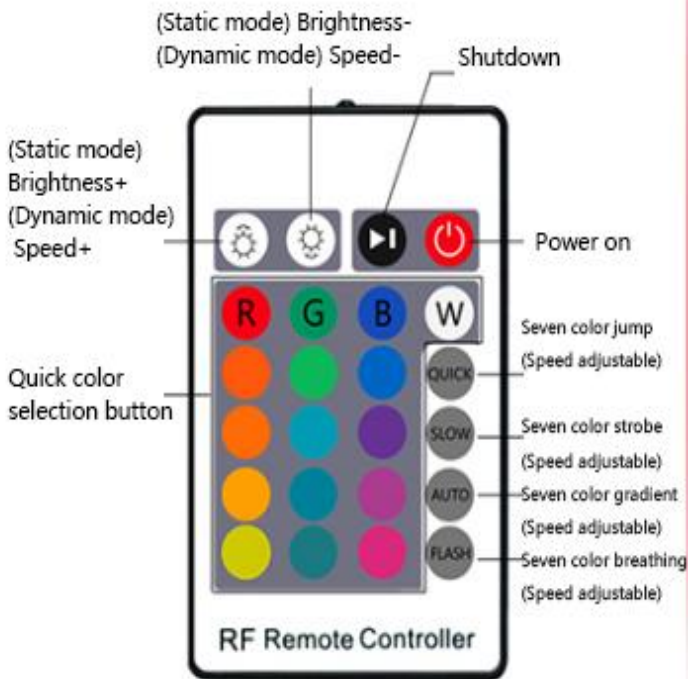 (Static mode) Brightness-
(Dynamic mode) Speed-
Shutdown
(Static mode)
Brightness+
(Dynamic mode)
Speed+
Power on
R G B W
Quick color
selection button
QUICK
SLOW
AUTO
FLASH
Seven color jump
(Speed adjustable)
Seven color strobe
(Speed adjustable)
Seven color gradient
(Speed adjustable)
Seven color breathing
(Speed adjustable)
RF Remote Controller